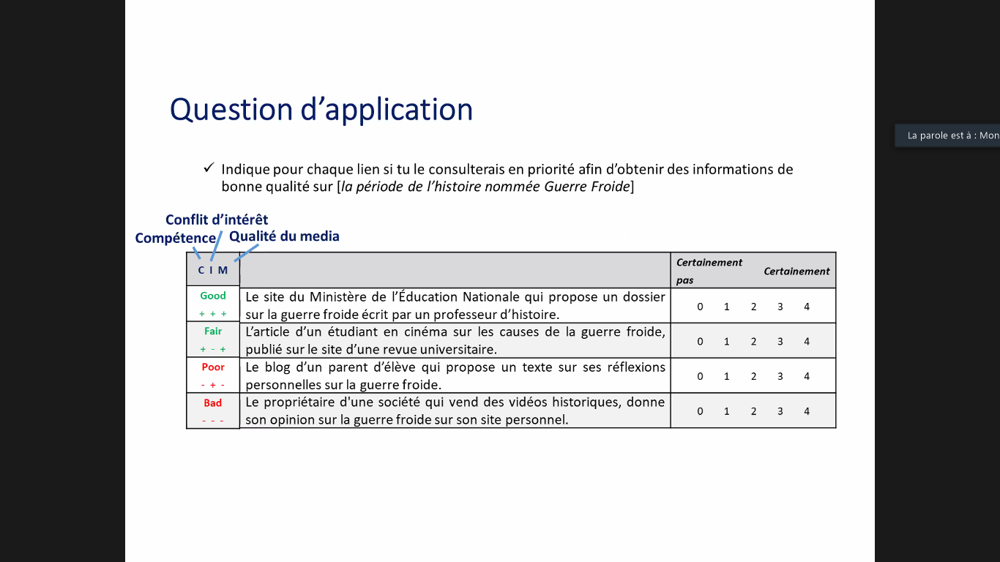 Question d’application
La parole est à : Mon
✓ Indique pour chaque lien si tu le consulterais en priorité afin d’obtenir des informations de
bonne qualité sur [la période de l’histoire nommée Guerre Froide]
Conflit d’intérêt
Compétence
Qualité du media
C I M
Certainement
pas
Certainement
Good
+ + +
Le site du Ministère de l’Éducation Nationale qui propose un dossier
sur la guerre froide écrit par un professeur d’histoire.
0 1 2 3 4
Fair
+ - +
L’article d’un étudiant en cinéma sur les causes de la guerre froide,
publié sur le site d’une revue universitaire.
0 1 2 3 4
Poor
- + -
Le blog d’un parent d’élève qui propose un texte sur ses réflexions
personnelles sur la guerre froide.
0 1 2 3 4
Bad
- - -
Le propriétaire d'une société qui vend des vidéos historiques, donne
son opinion sur la guerre froide sur son site personnel.
0 1 2 3 4